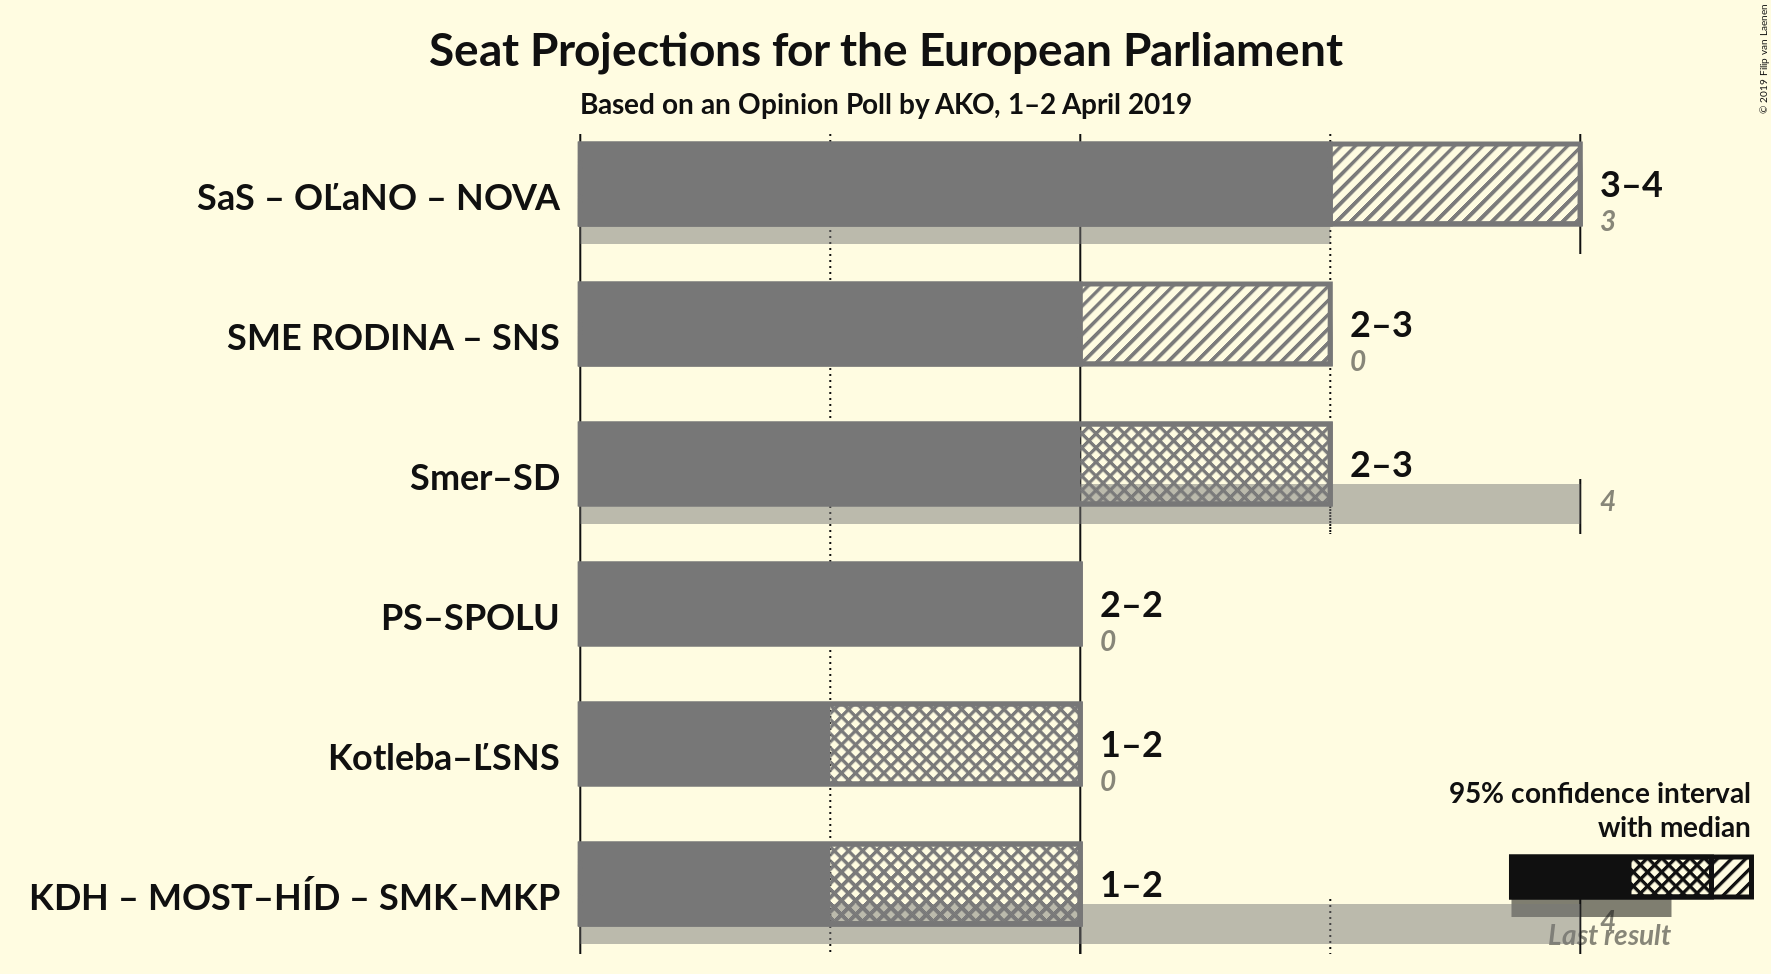 Seat Projections for the European Parliament
Based on an Opinion Poll by AKO, 1–2 April 2019
© 2019 Filip van Laenen
SaS – OĽaNO – NOVA
3–4
3
SME RODINA – SNS
2–3
0
Smer–SD
2–3
4
PS–SPOLU
2–2
0
Kotleba–ĽSNS
1–2
0
KDH – MOST–HÍD – SMK–MKP
1–2
4
95% confidence interval
with median
Last result